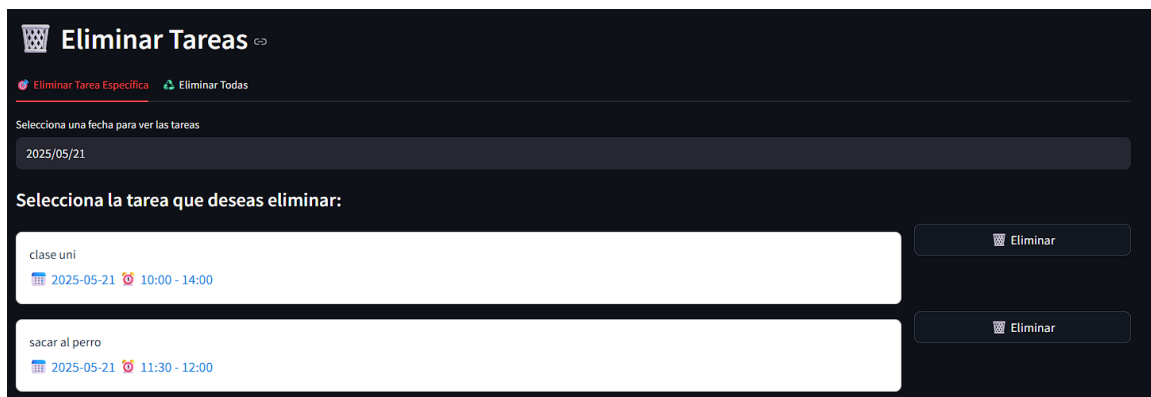 Eliminar Tareas
Eliminar Tarea Específica Eliminar Todas
Selecciona una fecha para ver las tareas
2025/05/21
Selecciona la tarea que deseas eliminar:
clase uni
2025-05-21 10:00 - 14:00
Eliminar
sacar al perro
2025-05-21 11:30 - 12:00
Eliminar